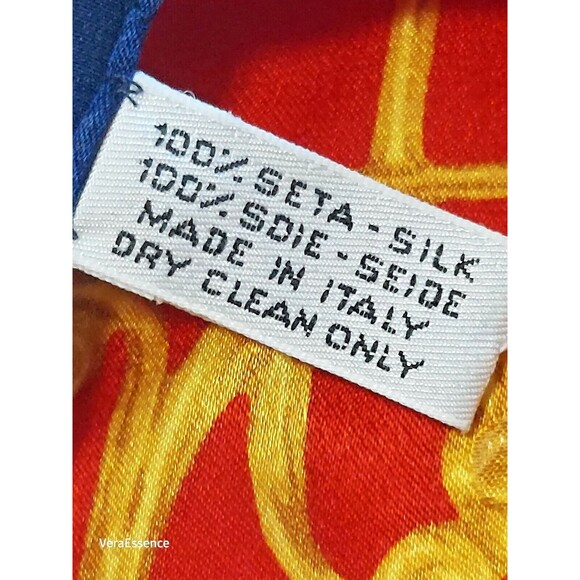 100% SETA - SILK
100% SOIE - SEIDE
MADE IN ITALY
DRY CLEAN ONLY
VeraEssence